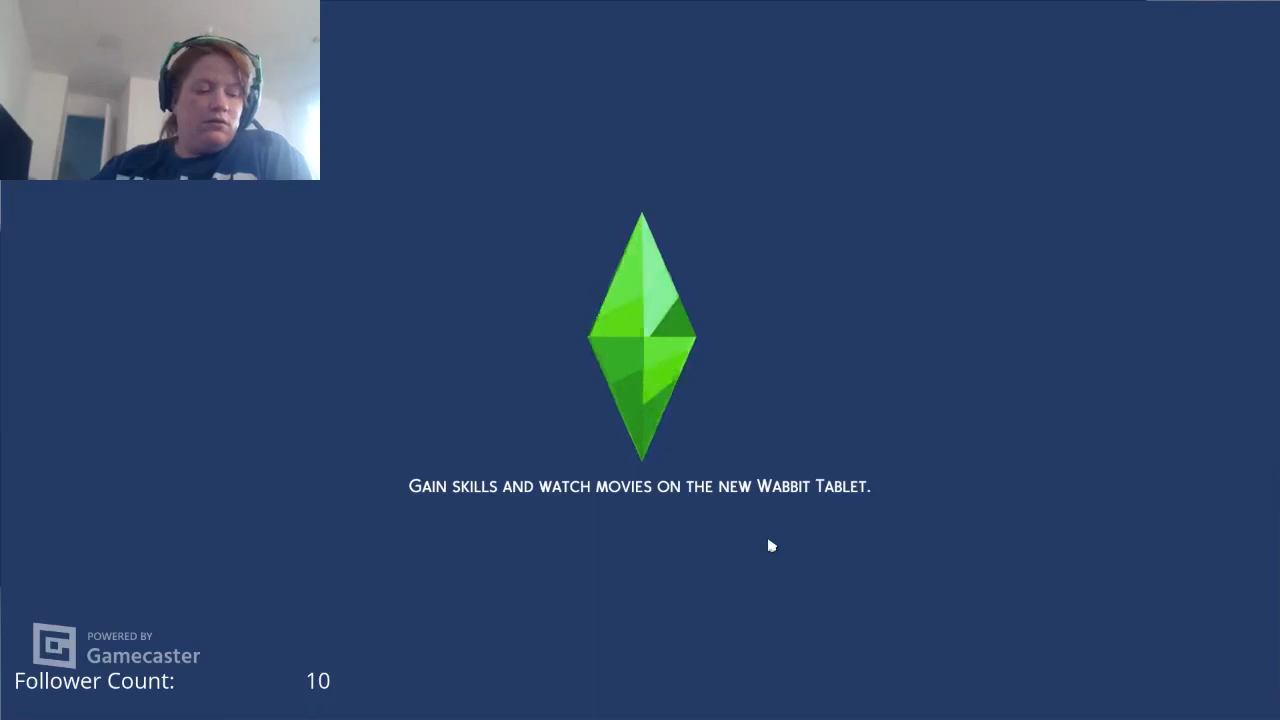 GAIN SKILLS AND WATCH MOVIES ON THE NEW WABBIT TABLET.
POWERED BY
Gamecaster
Follower Count: 10